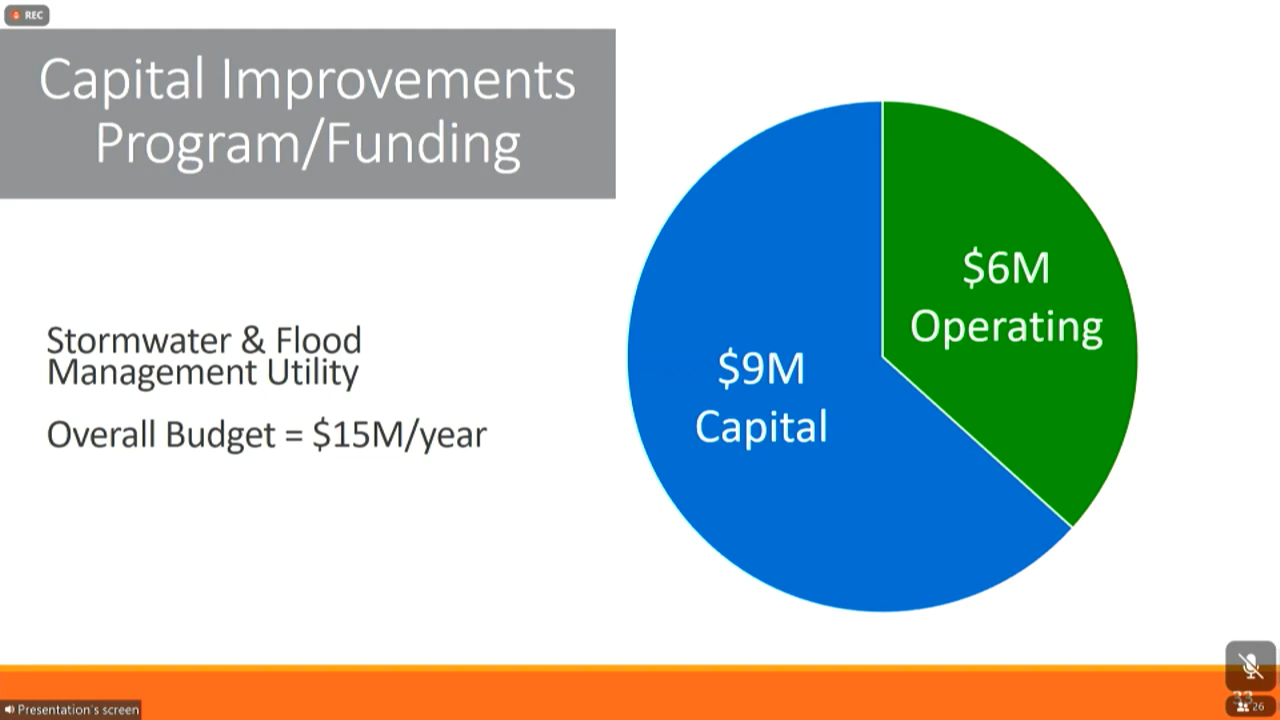 REC
Capital Improvements
Program/Funding
$6M
Operating
$9M
Capital
Stormwater & Flood
Management Utility
Overall Budget = $15M/year
33
26
Presentation's screen